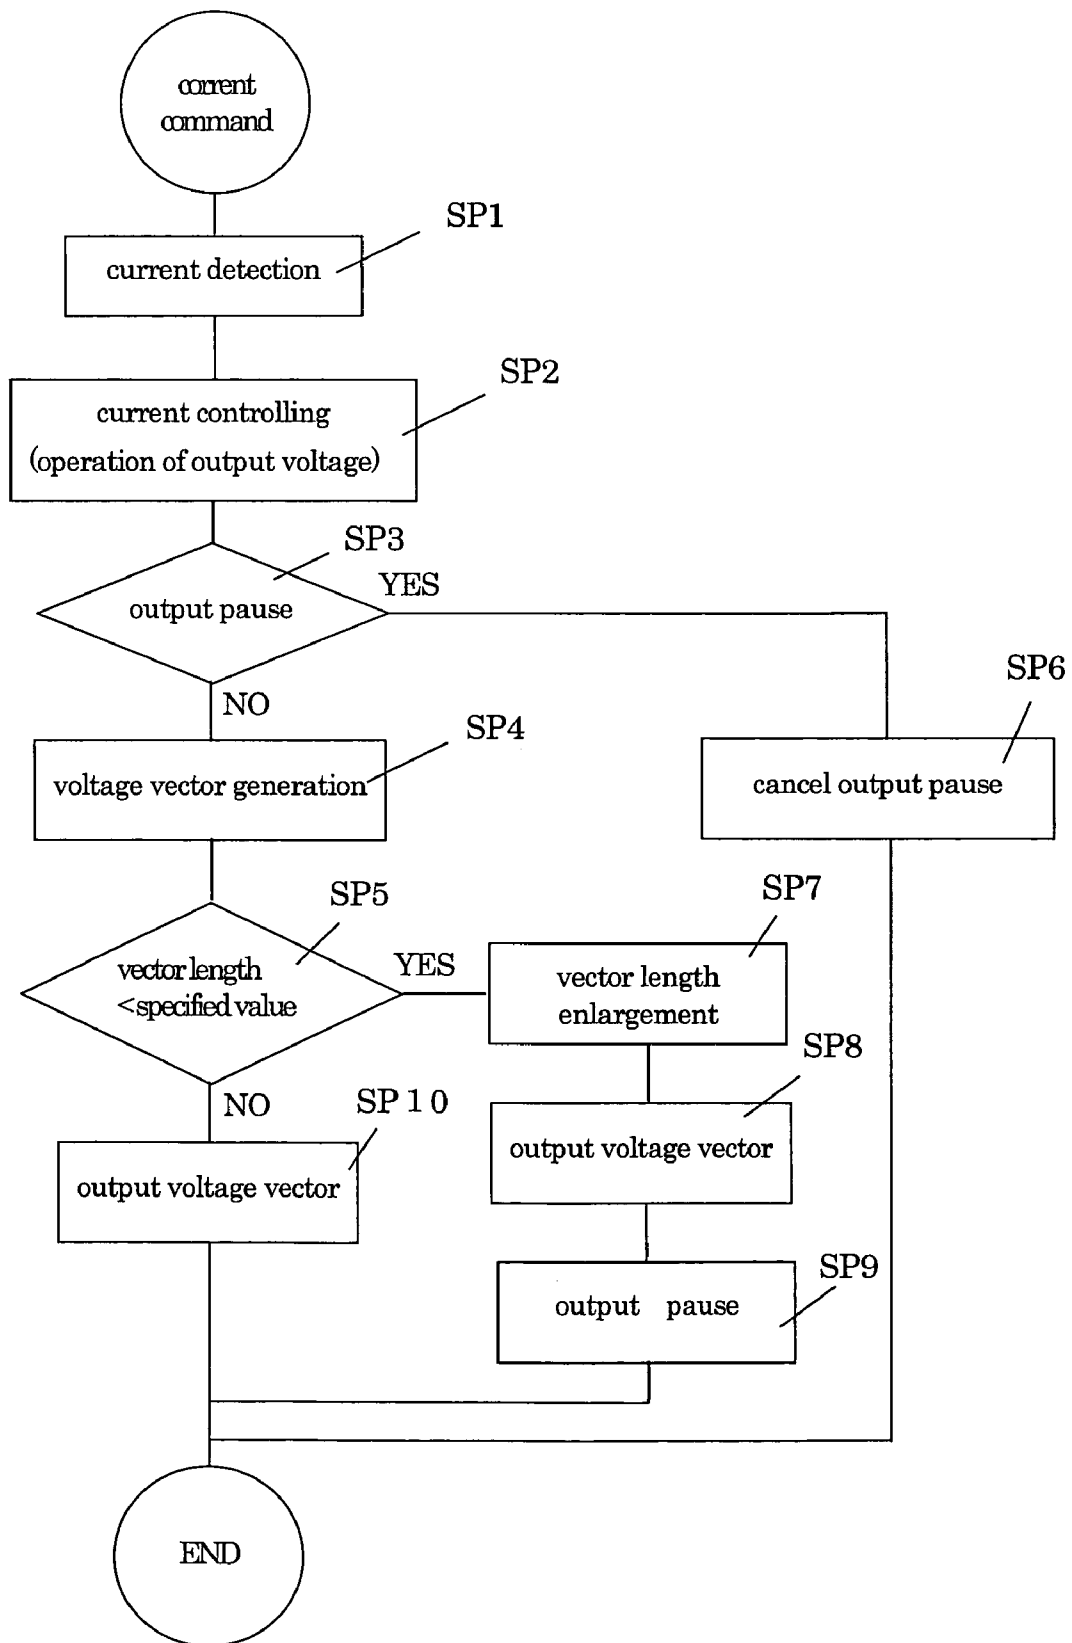 corrent
command
SP1
current detection
SP2
current controlling
(operation of output voltage)
SP3
output pause
YES
NO
SP6
SP4
voltage vector generation
cancel output pause
SP5
SP7
vector length
<specified value
YES
vector length
enlargement
SP8
NO
SP10
output voltage vector
output voltage vector
SP9
output pause
END